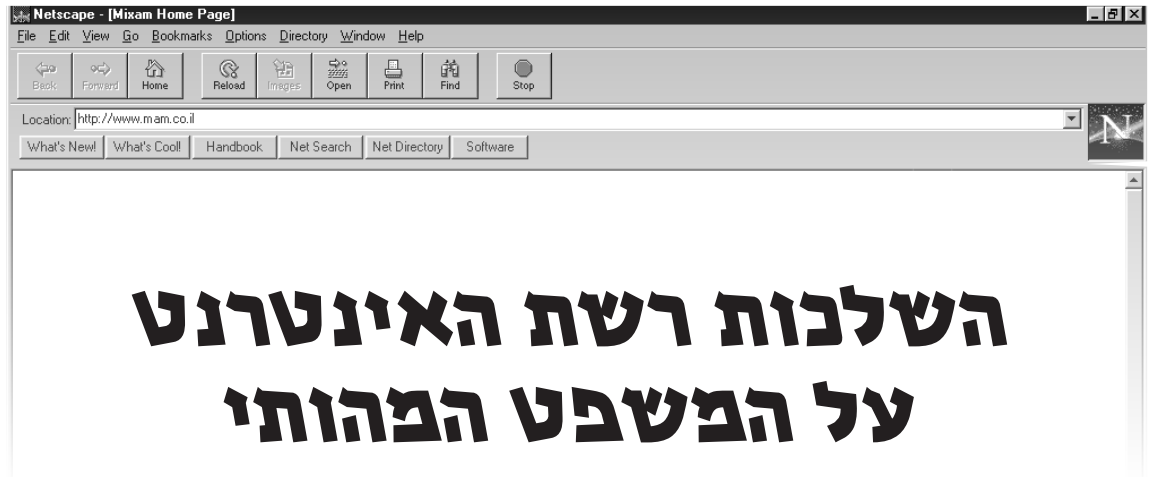 Netscape - [Mixam Home Page]
File Edit View Go Bookmarks Options Directory Window Help
Back Forward Home Reload Images Open Print Find Stop
Location: http://www.mam.co.il
N
What's New! What's Cool! Handbook Net Search Net Directory Software
השלכות רשת האינטרנט
על המשפט המהותי